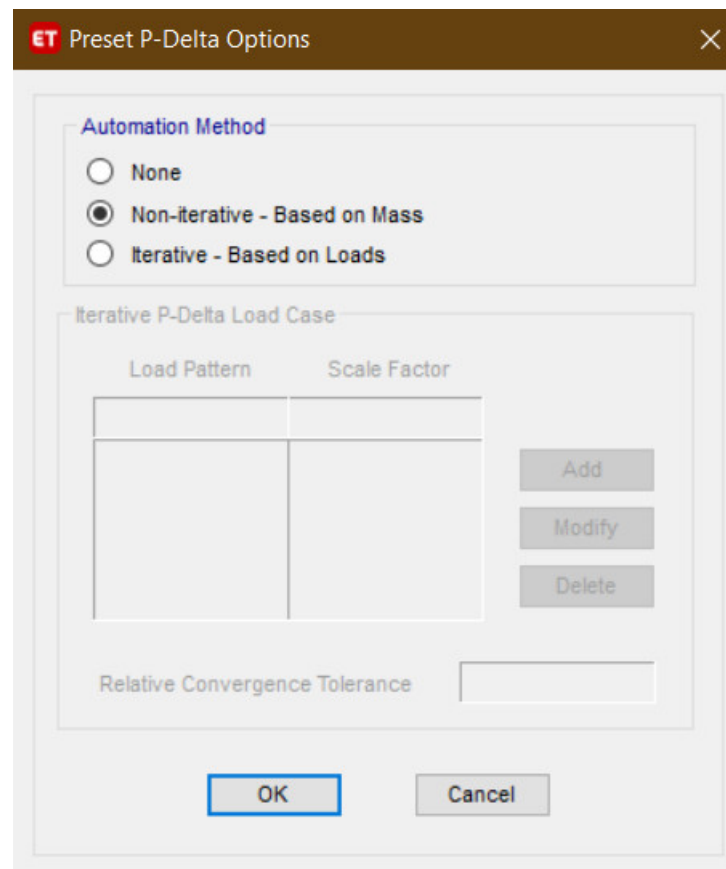 ET Preset P-Delta Options
Automation Method
None
Non-iterative - Based on Mass
Iterative - Based on Loads
Iterative P-Delta Load Case
Load Pattern Scale Factor
Add
Modify
Delete
Relative Convergence Tolerance
OK Cancel